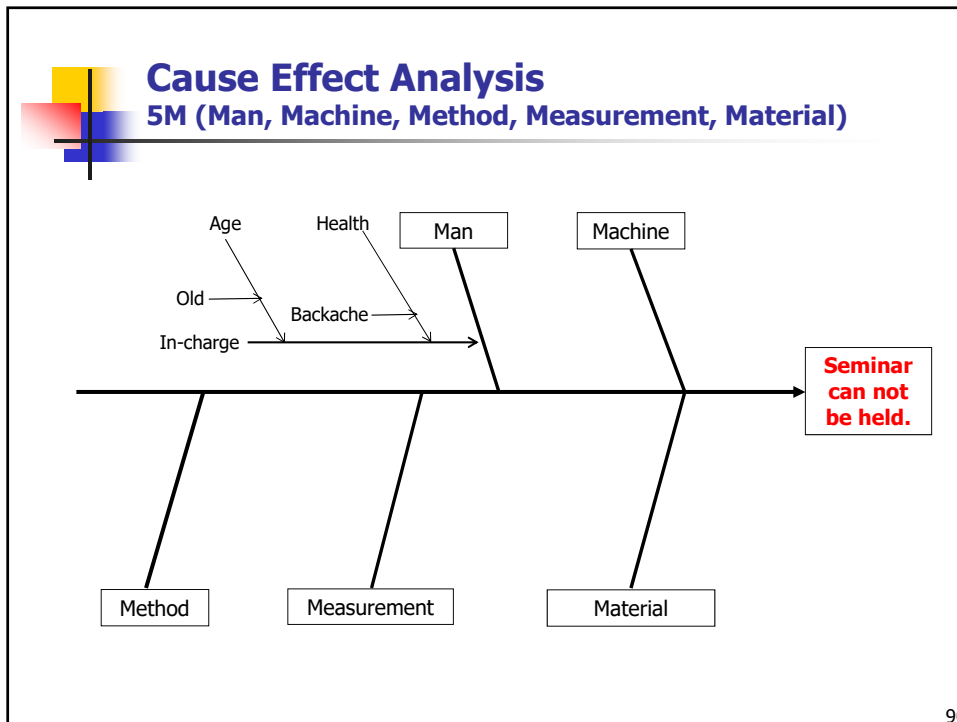 Cause Effect Analysis
5M (Man, Machine, Method, Measurement, Material)
Age
Health
Man
Machine
Old
Backache
In-charge
Seminar
can not
be held.
Method
Measurement
Material